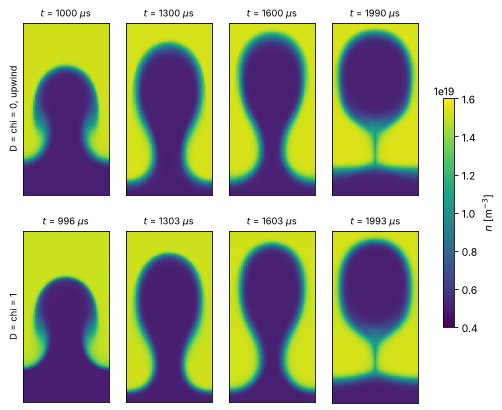 t = 1000 μs
t = 1300 μs
t = 1600 μs
t = 1990 μs
D = chi = 0, upwind
t = 996 μs
t = 1303 μs
t = 1603 μs
t = 1993 μs
D = chi = 1
1e19
1.6
1.4
1.2
1.0
0.8
0.6
0.4
n [m⁻³]